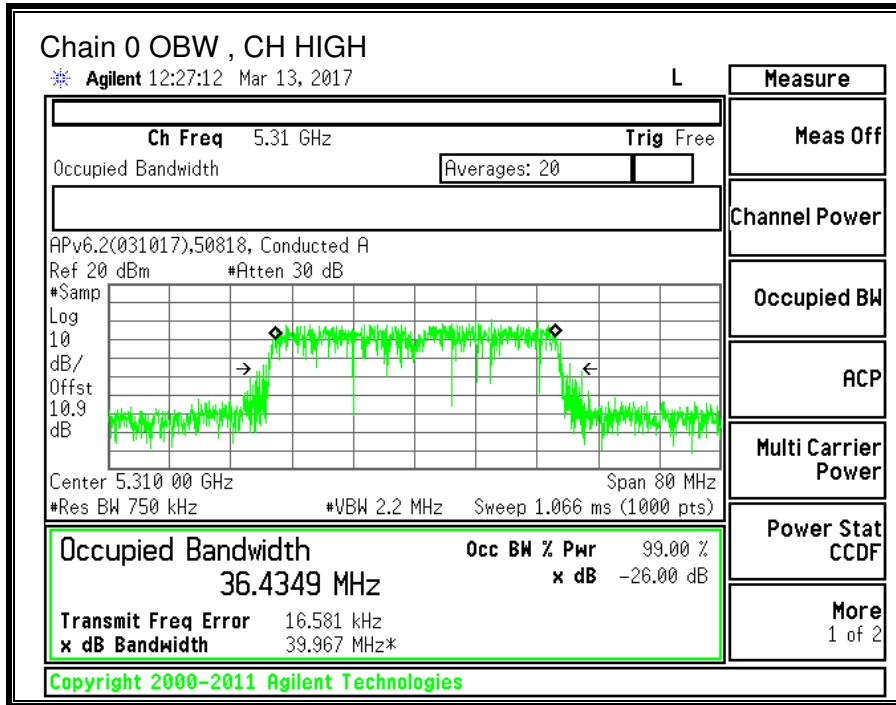 Chain 0 OBW , CH HIGH
Agilent 12:27:12 Mar 13, 2017 L
Measure
Ch Freq 5.31 GHz Trig Free
Meas Off
Occupied Bandwidth Averages: 20
Channel Power
APv6.2(031017),50818, Conducted A
Ref 20 dBm #Atten 30 dB
#Samp
Log
10
dB/
Offst
10.9
dB
Occupied BW
ACP
Center 5.310 00 GHz Span 80 MHz
#Res BW 750 kHz #VBW 2.2 MHz Sweep 1.066 ms (1000 pts)
Multi Carrier
Power
Occupied Bandwidth Occ BW % Pwr 99.00 %
36.4349 MHz x dB -26.00 dB
Power Stat
CCDF
Transmit Freq Error 16.581 kHz
x dB Bandwidth 39.967 MHz*
More
1 of 2
Copyright 2000-2011 Agilent Technologies